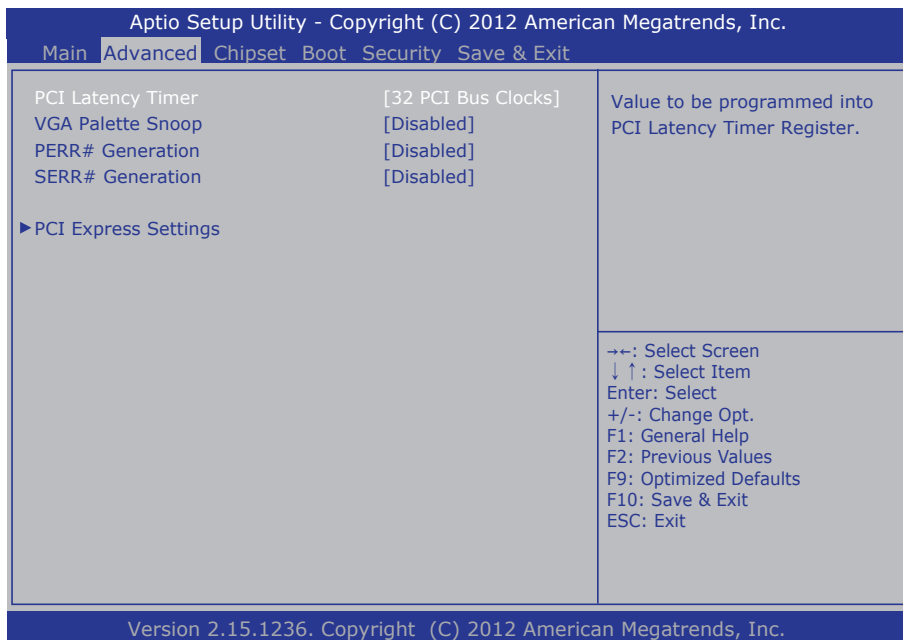 Aptio Setup Utility - Copyright (C) 2012 American Megatrends, Inc.
Main Advanced Chipset Boot Security Save & Exit
PCI Latency Timer [32 PCI Bus Clocks]
VGA Palette Snoop [Disabled]
PERR# Generation [Disabled]
SERR# Generation [Disabled]
▶PCI Express Settings
Value to be programmed into
PCI Latency Timer Register.
→←: Select Screen
↓↑: Select Item
Enter: Select
+/-: Change Opt.
F1: General Help
F2: Previous Values
F9: Optimized Defaults
F10: Save & Exit
ESC: Exit
Version 2.15.1236. Copyright (C) 2012 American Megatrends, Inc.